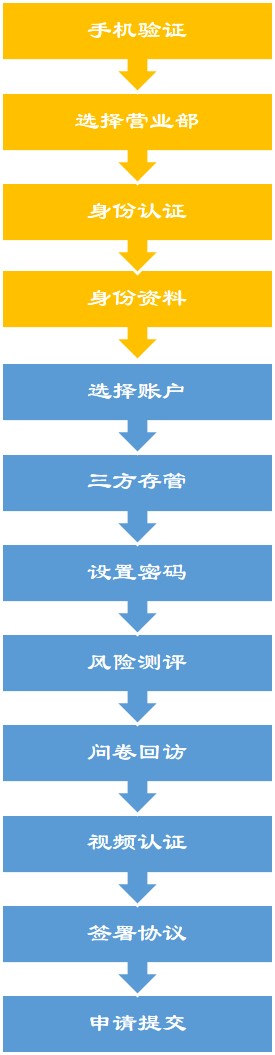 手机验证
选择营业部
身份认证
身份资料
选择账户
三方存管
设置密码
风险测评
问卷回访
视频认证
签署协议
申请提交